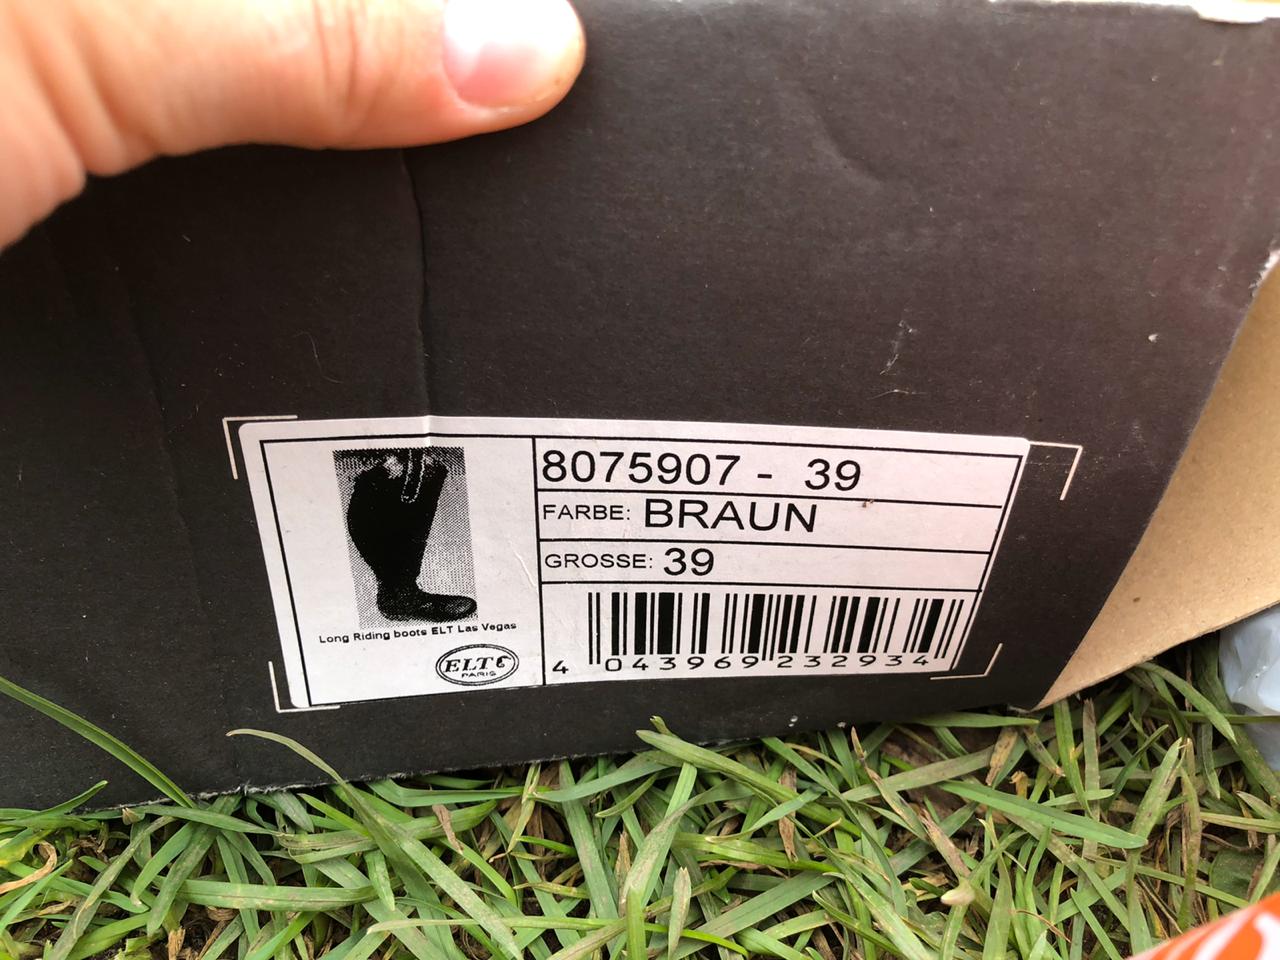 8075907 - 39
FARBE: BRAUN
GROSSE: 39
Long Riding boots ELT Las Vegas
ELT
PARIS
4 043969 232934